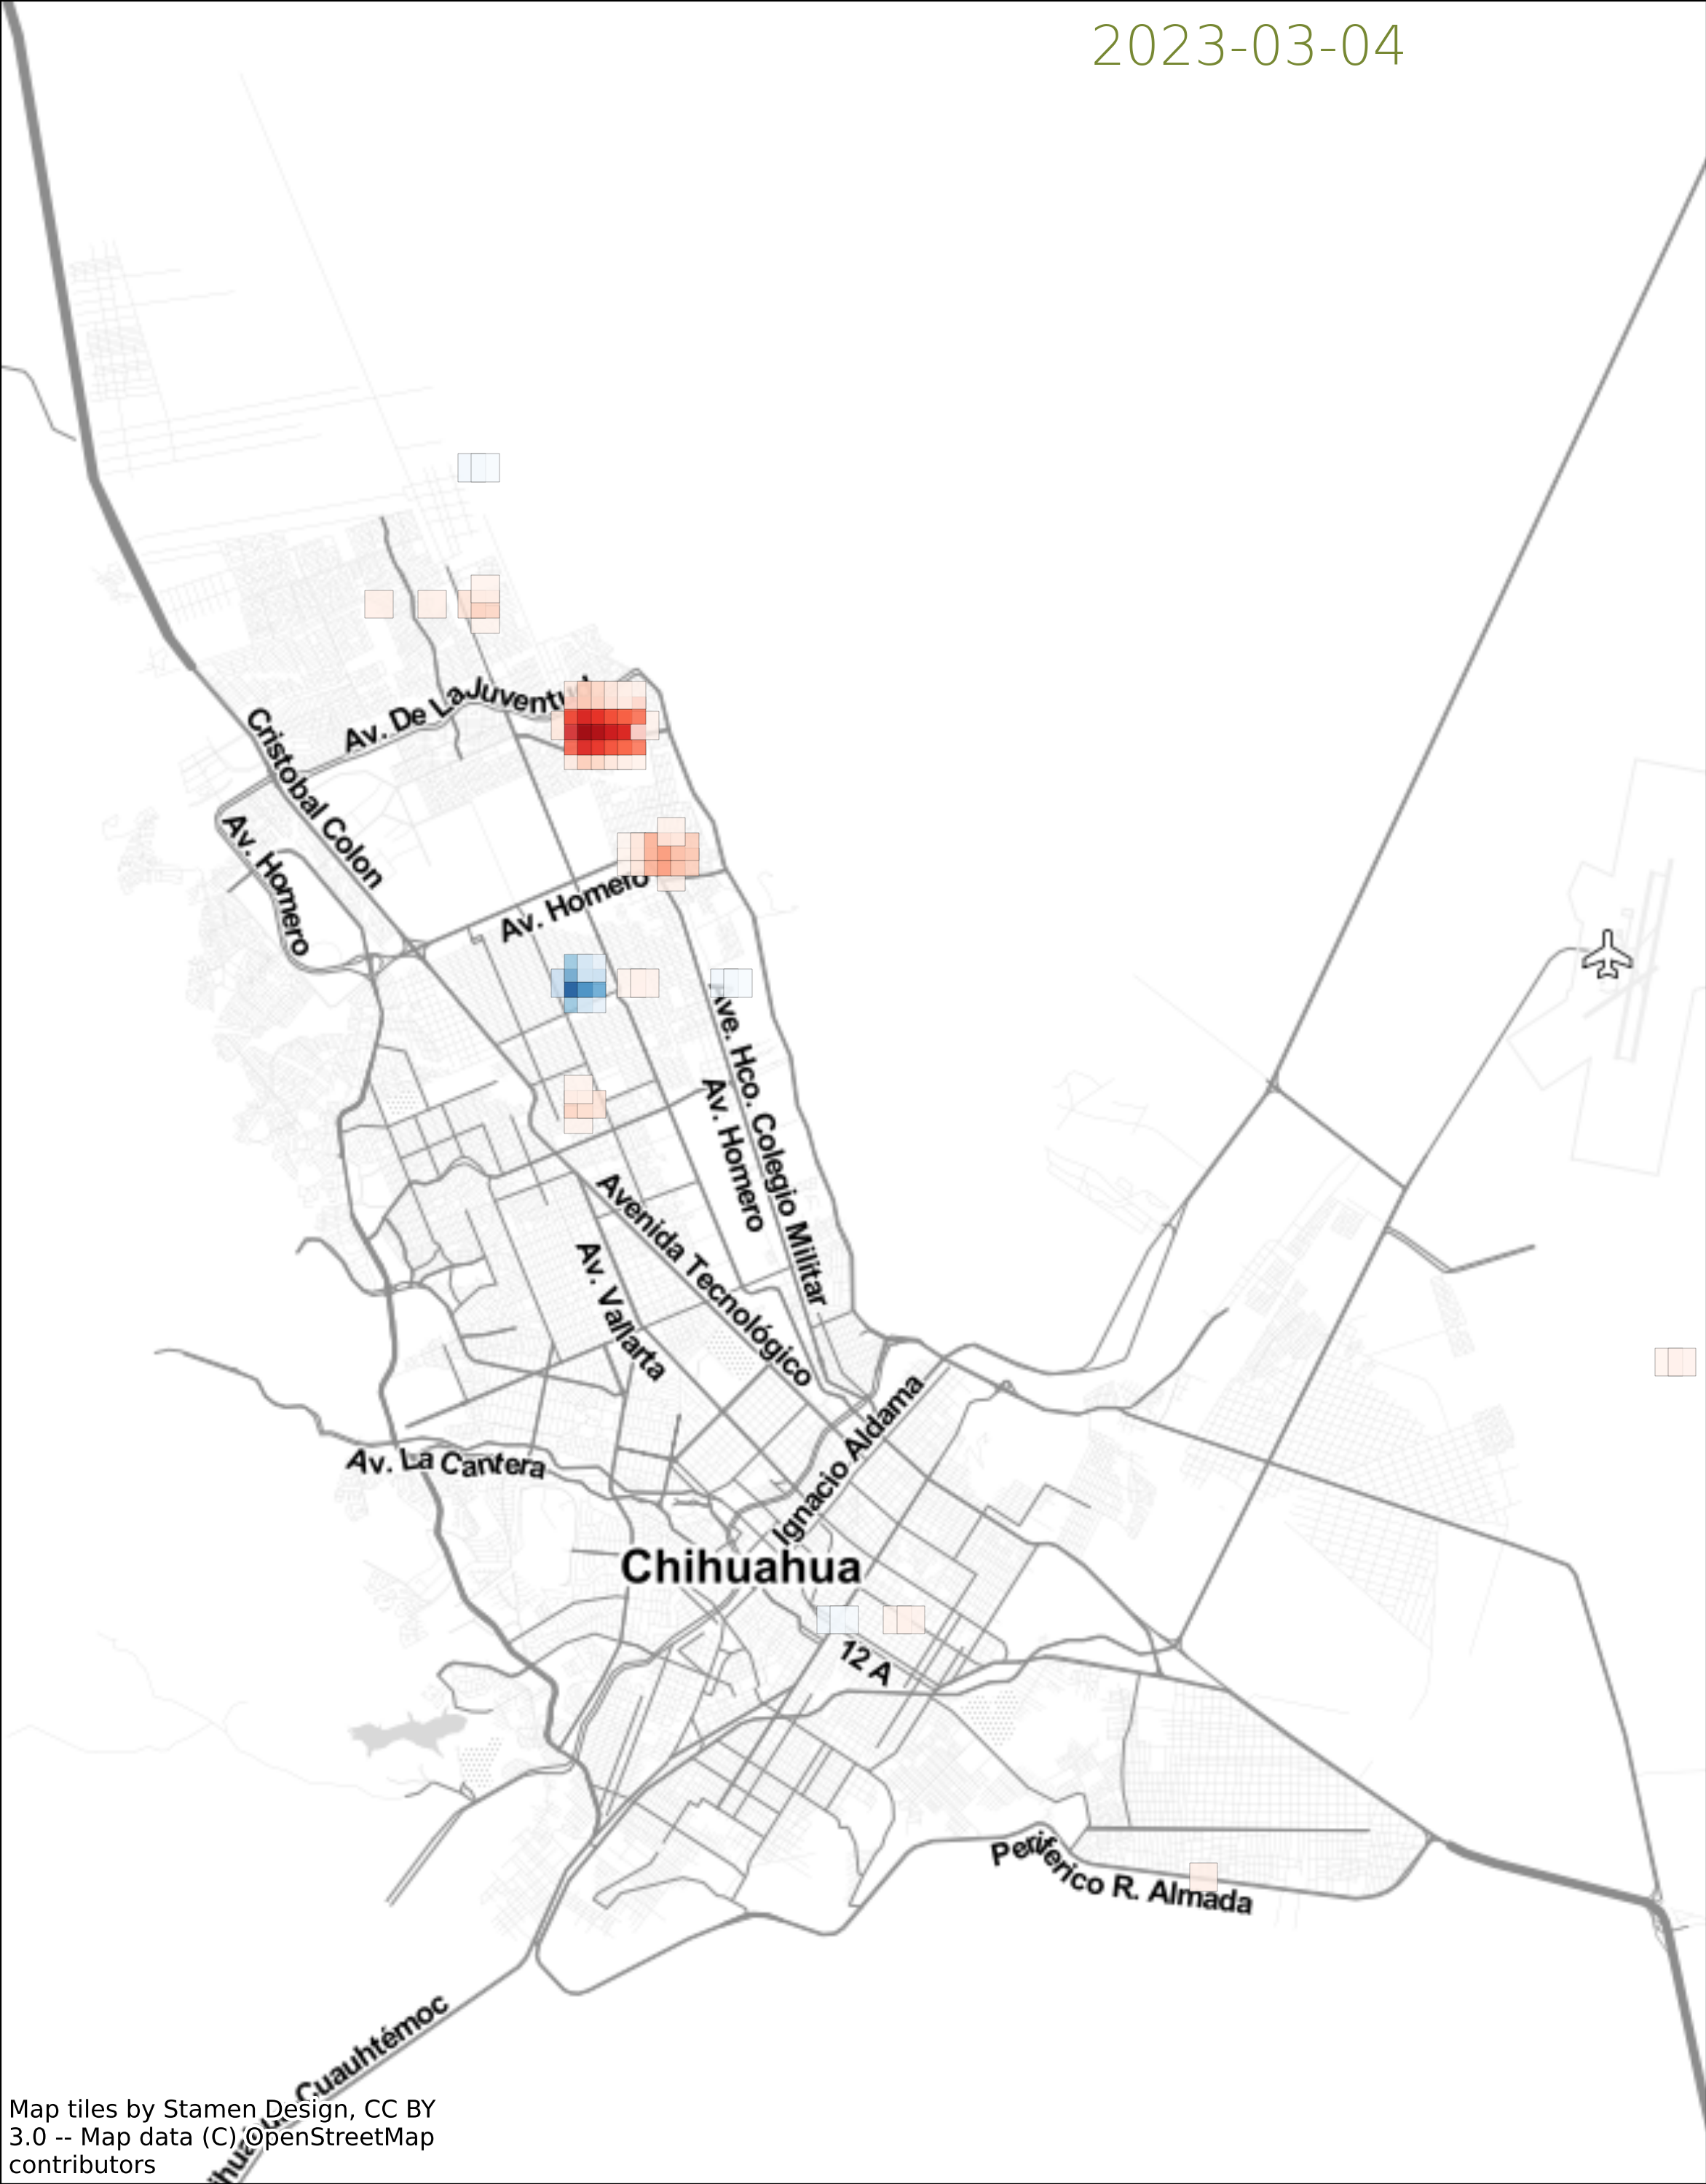 2023-03-04
Av. De La Juventud
Cristobal Colon
Av. Homero
Av. Homero
Ave. Hco. Colegio Militar
Av. Homero
Avenida Tecnológico
Av. Vallarta
Ignacio Aldama
Av. La Cantera
Chihuahua
12 A
Periferico R. Almada
Cuauhtémoc
Map tiles by Stamen Design, CC BY
3.0 -- Map data (C) OpenStreetMap
contributors